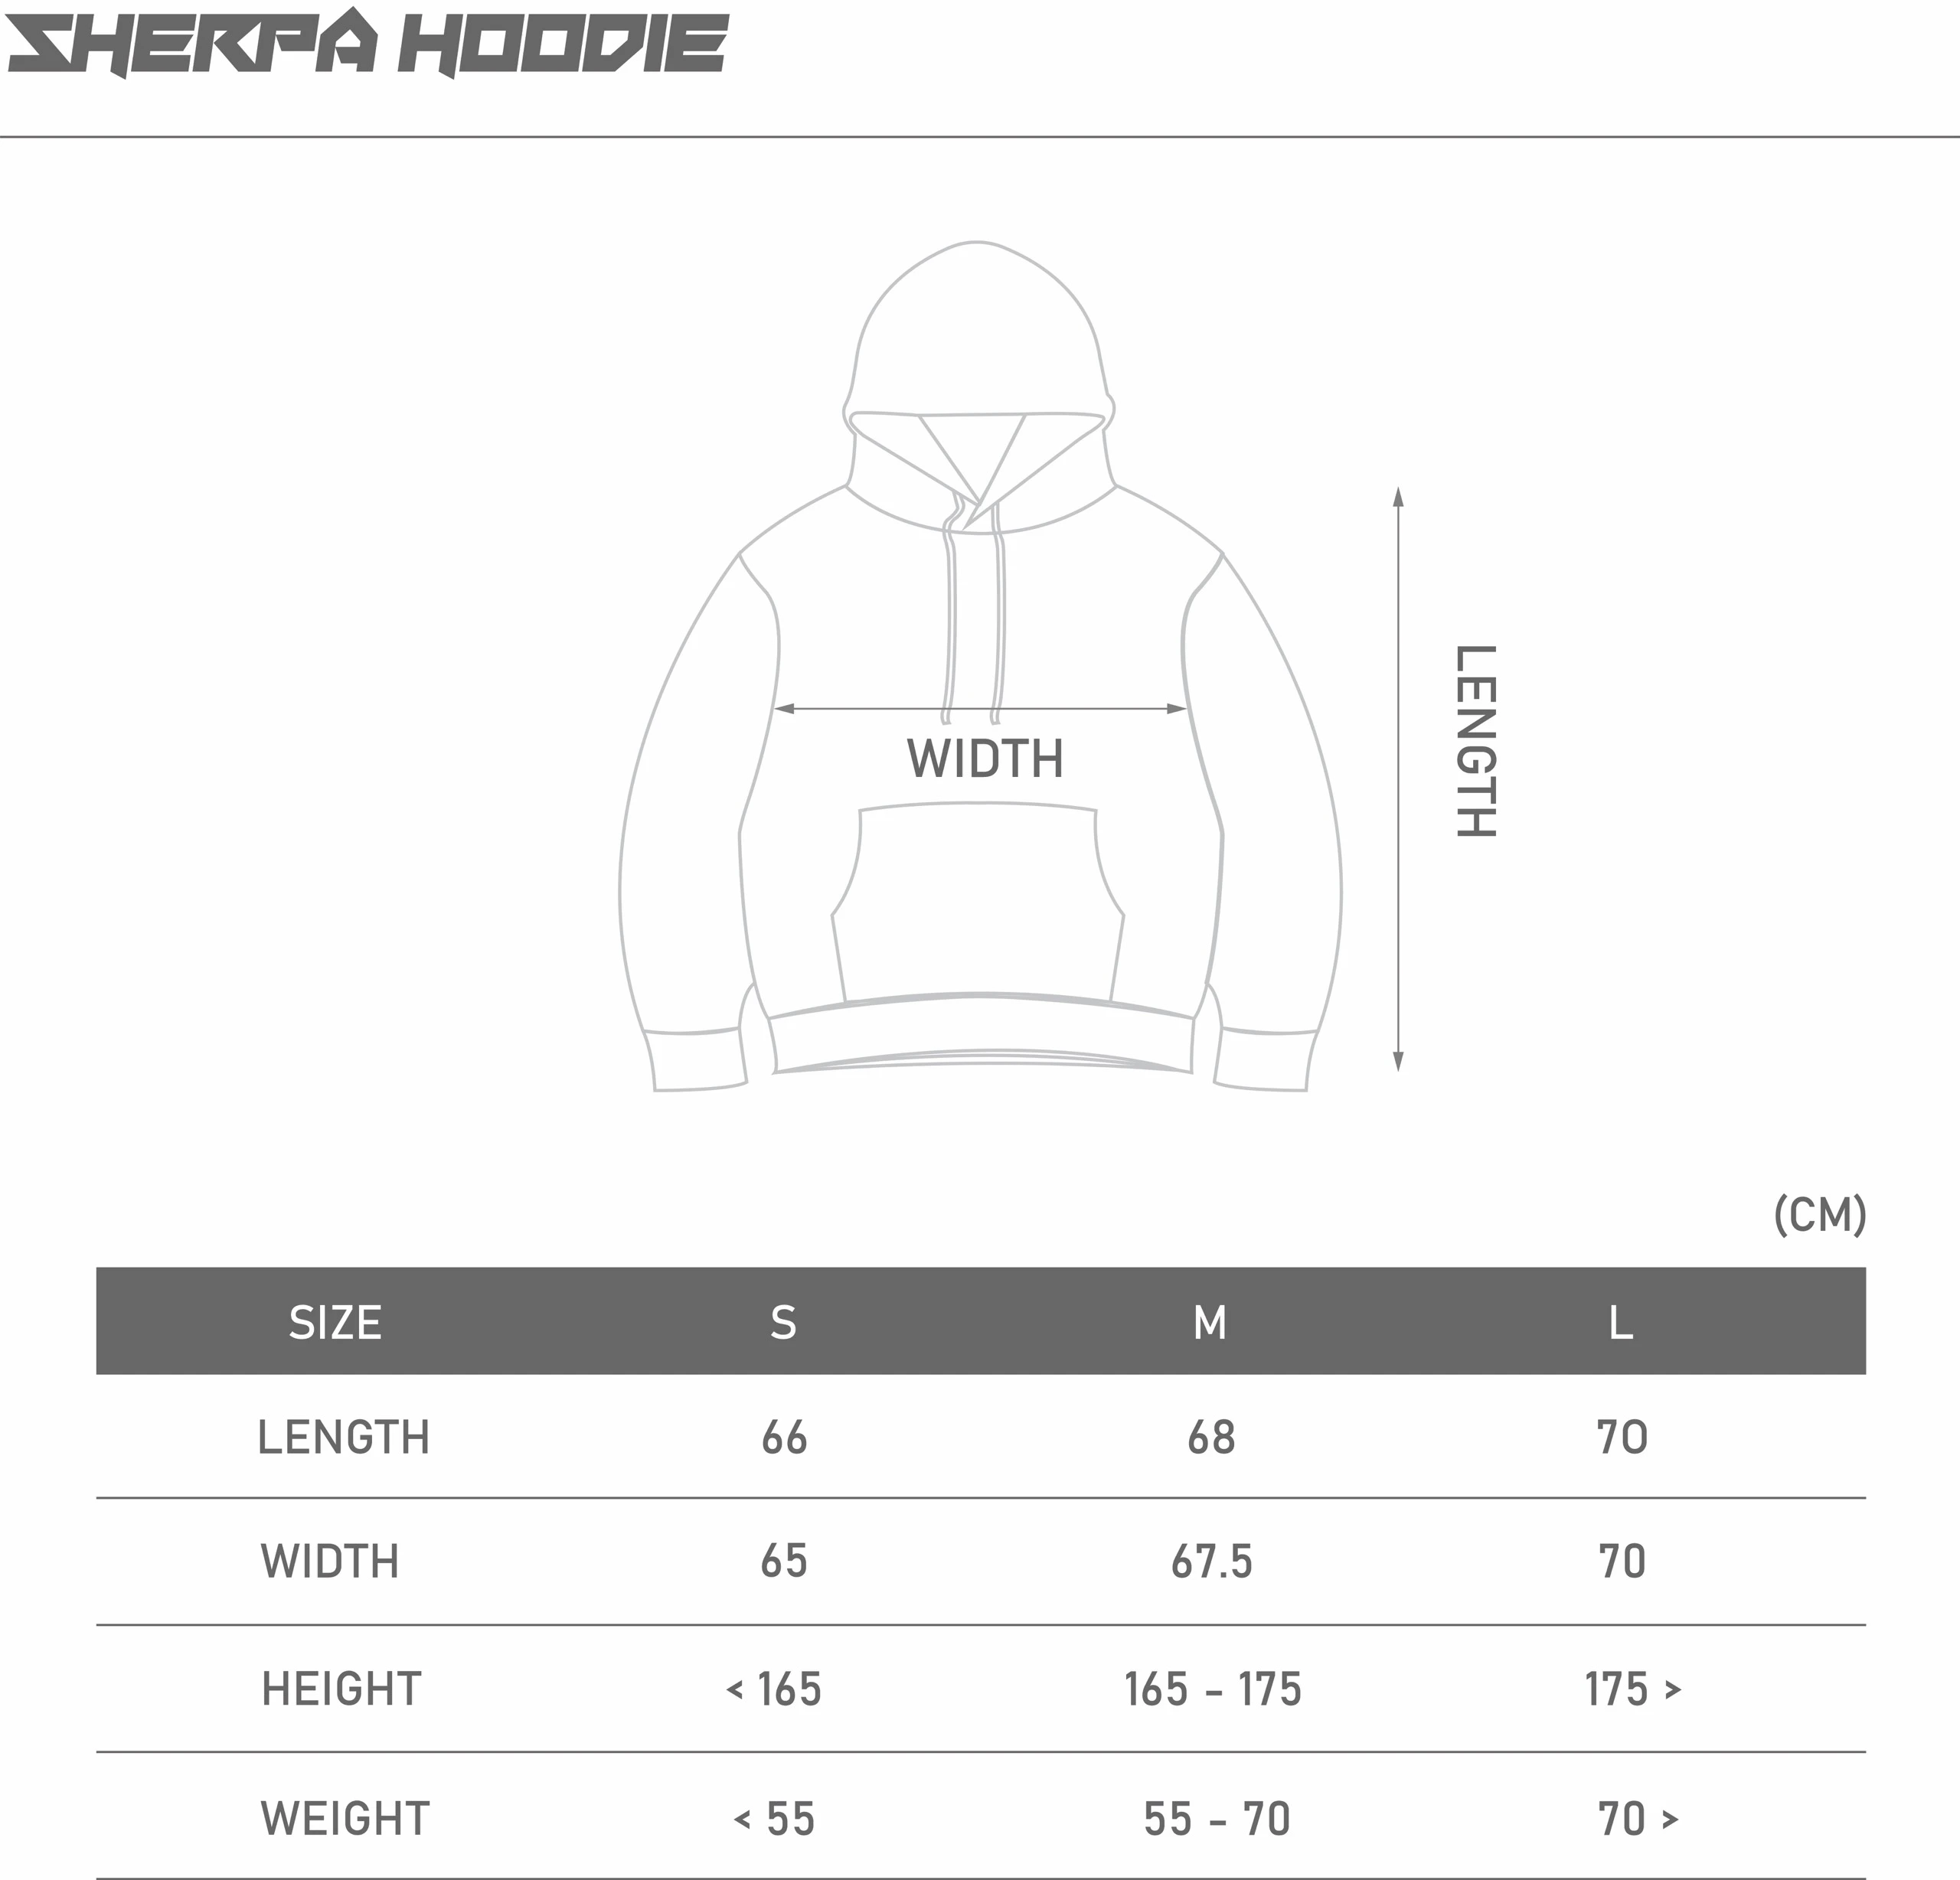 SHERPA HOODIE
WIDTH
LENGTH
(CM)
SIZE S M L
LENGTH 66 68 70
WIDTH 65 67.5 70
HEIGHT < 165 165 - 175 175 >
WEIGHT < 55 55 - 70 70 >